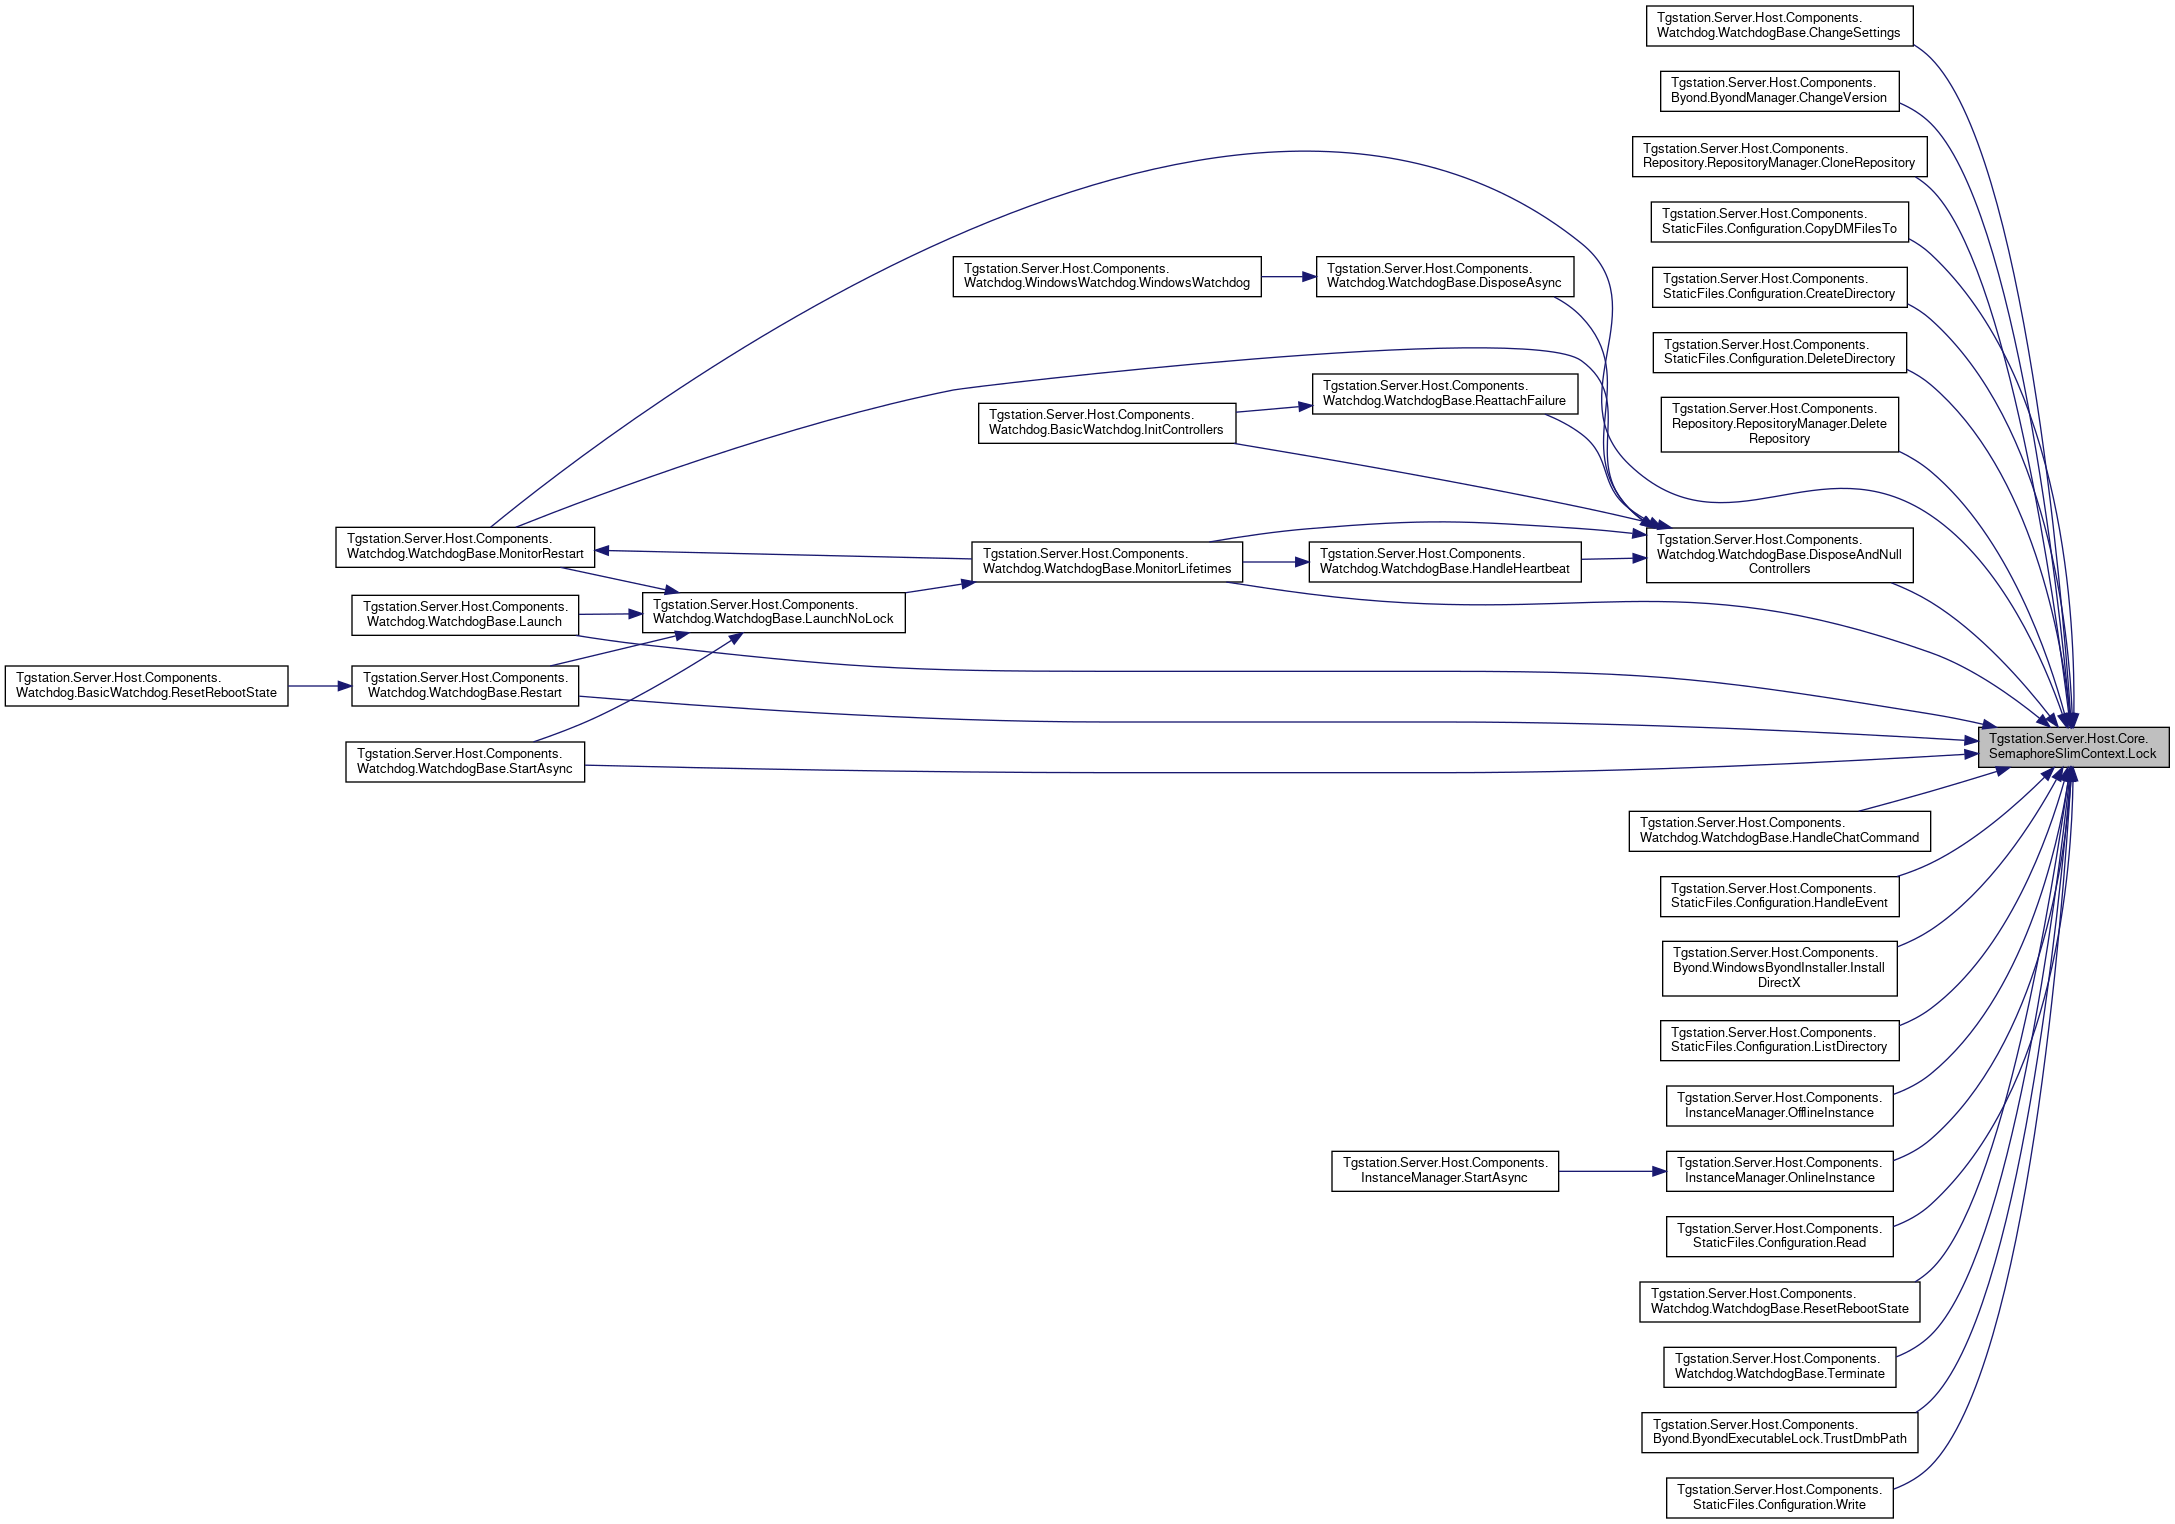 Tgstation.Server.Host.Components.
Watchdog.WatchdogBase.ChangeSettings
Tgstation.Server.Host.Components.
Byond.ByondManager.ChangeVersion
Tgstation.Server.Host.Components.
Repository.RepositoryManager.CloneRepository
Tgstation.Server.Host.Components.
StaticFiles.Configuration.CopyDMFilesTo
Tgstation.Server.Host.Components.
Watchdog.WindowsWatchdog.WindowsWatchdog
Tgstation.Server.Host.Components.
Watchdog.WatchdogBase.DisposeAsync
Tgstation.Server.Host.Components.
StaticFiles.Configuration.CreateDirectory
Tgstation.Server.Host.Components.
StaticFiles.Configuration.DeleteDirectory
Tgstation.Server.Host.Components.
Watchdog.BasicWatchdog.InitControllers
Tgstation.Server.Host.Components.
Watchdog.WatchdogBase.ReattachFailure
Tgstation.Server.Host.Components.
Repository.RepositoryManager.Delete
Repository
Tgstation.Server.Host.Components.
Watchdog.WatchdogBase.MonitorRestart
Tgstation.Server.Host.Components.
Watchdog.WatchdogBase.MonitorLifetimes
Tgstation.Server.Host.Components.
Watchdog.WatchdogBase.HandleHeartbeat
Tgstation.Server.Host.Components.
Watchdog.WatchdogBase.DisposeAndNull
Controllers
Tgstation.Server.Host.Components.
Watchdog.WatchdogBase.Launch
Tgstation.Server.Host.Components.
Watchdog.WatchdogBase.LaunchNoLock
Tgstation.Server.Host.Components.
Watchdog.BasicWatchdog.ResetRebootState
Tgstation.Server.Host.Components.
Watchdog.WatchdogBase.Restart
Tgstation.Server.Host.Components.
Watchdog.WatchdogBase.StartAsync
Tgstation.Server.Host.Core.
SemaphoreSlimContext.Lock
Tgstation.Server.Host.Components.
Watchdog.WatchdogBase.HandleChatCommand
Tgstation.Server.Host.Components.
StaticFiles.Configuration.HandleEvent
Tgstation.Server.Host.Components.
Byond.WindowsByondInstaller.Install
DirectX
Tgstation.Server.Host.Components.
StaticFiles.Configuration.ListDirectory
Tgstation.Server.Host.Components.
InstanceManager.OfflineInstance
Tgstation.Server.Host.Components.
InstanceManager.StartAsync
Tgstation.Server.Host.Components.
InstanceManager.OnlineInstance
Tgstation.Server.Host.Components.
StaticFiles.Configuration.Read
Tgstation.Server.Host.Components.
Watchdog.WatchdogBase.ResetRebootState
Tgstation.Server.Host.Components.
Watchdog.WatchdogBase.Terminate
Tgstation.Server.Host.Components.
Byond.ByondExecutableLock.TrustDmbPath
Tgstation.Server.Host.Components.
StaticFiles.Configuration.Write